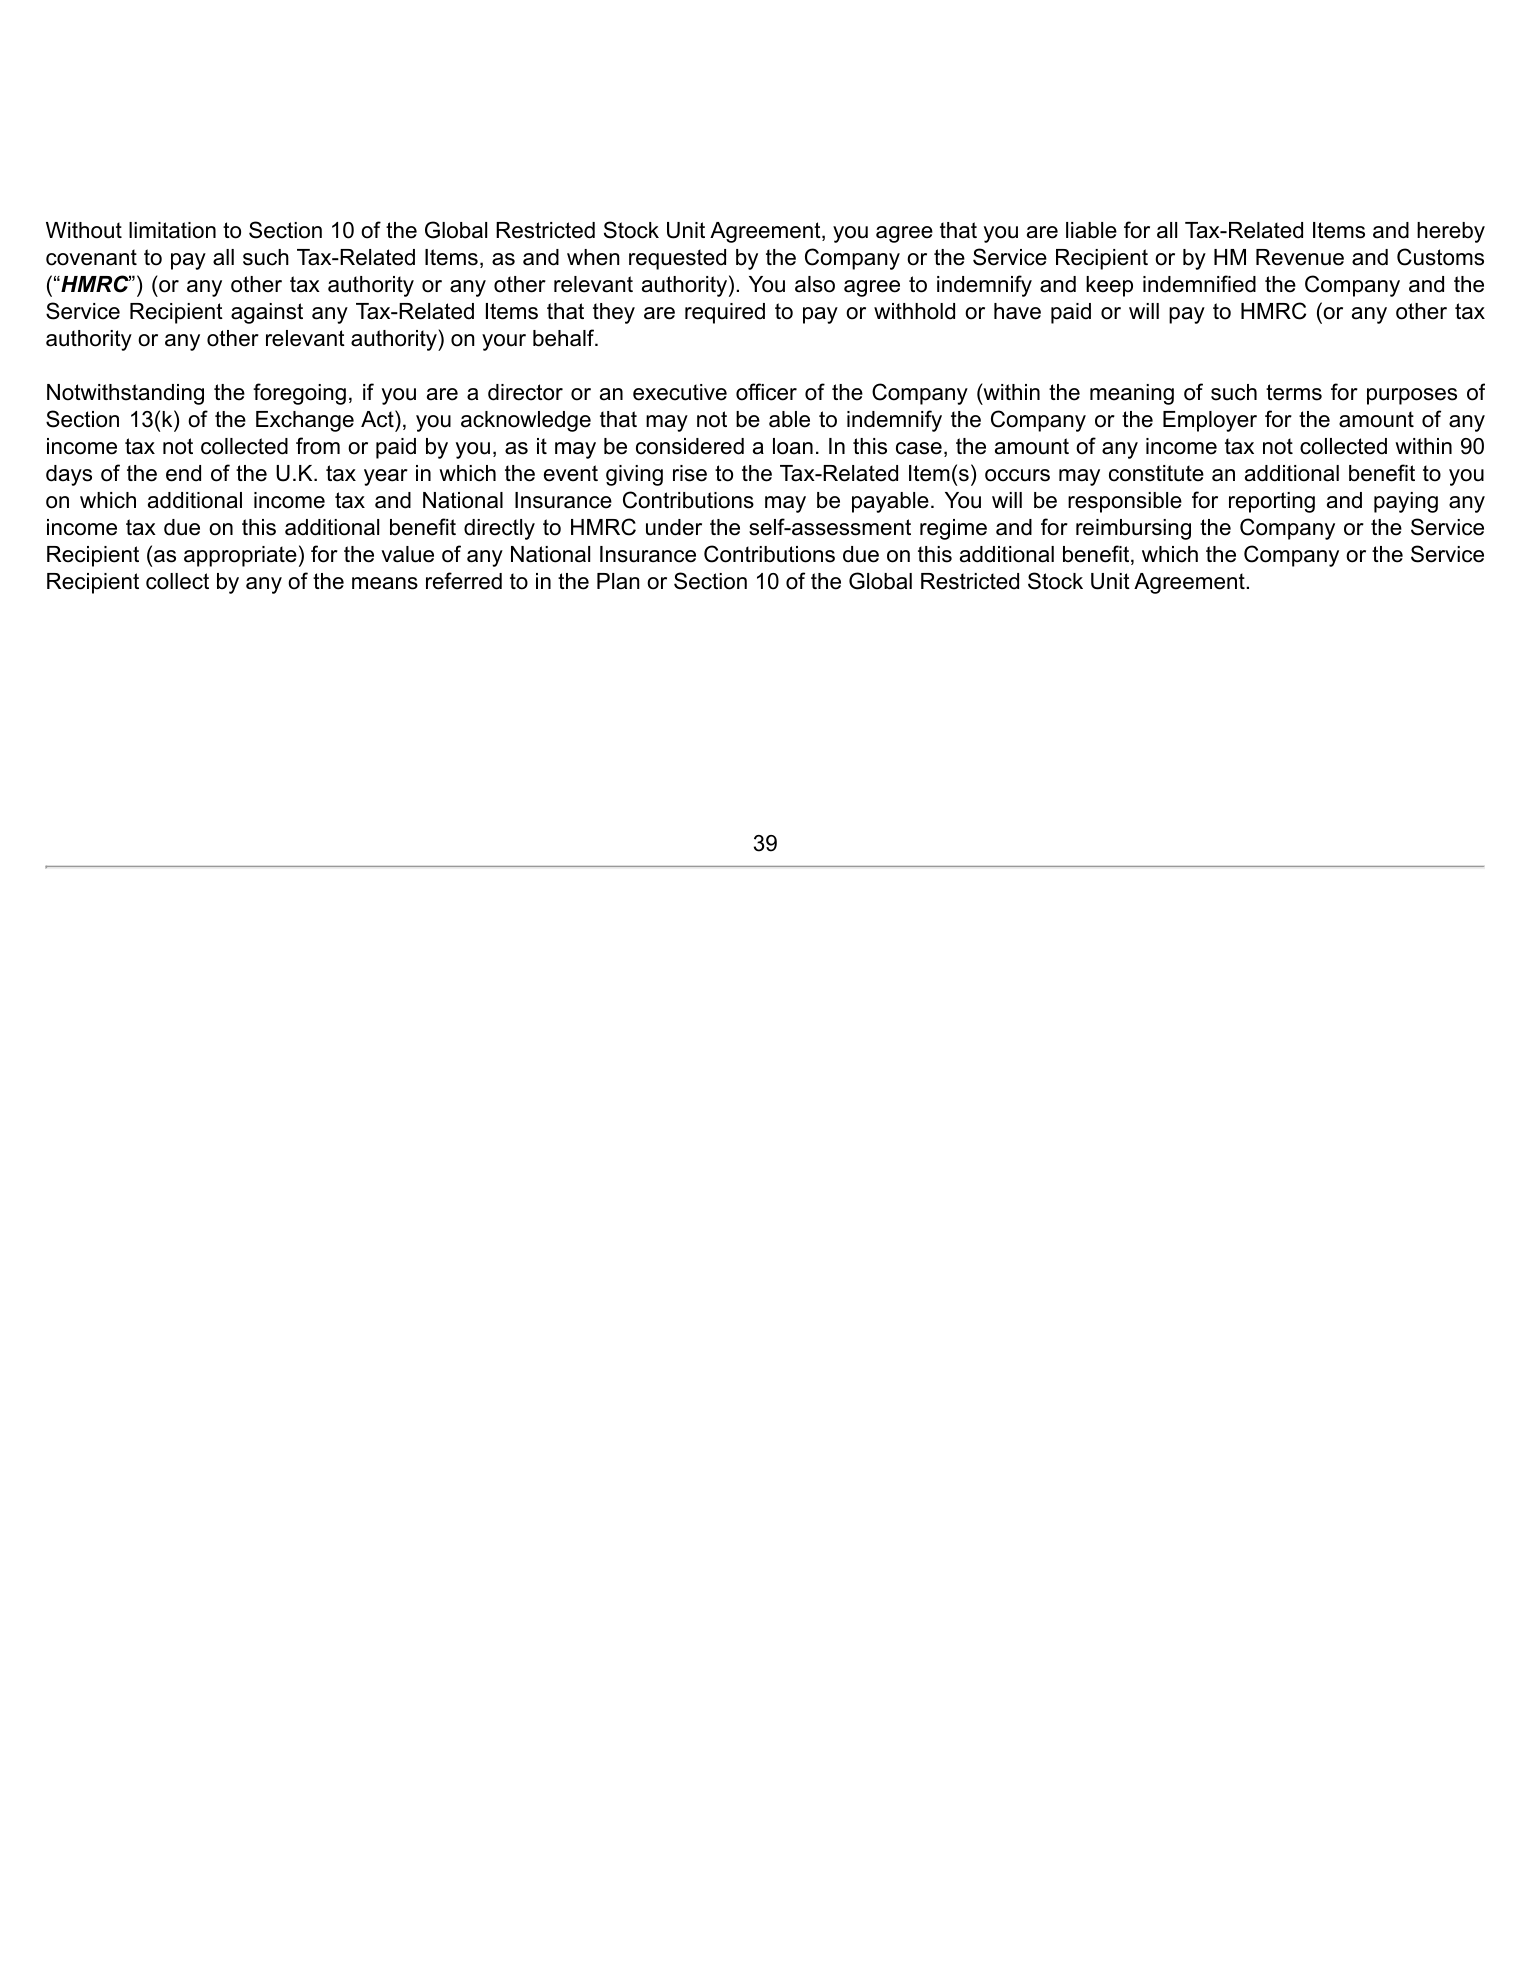 Without limitation to Section 10 of the Global Restricted Stock Unit Agreement, you agree that you are liable for all Tax-Related Items and hereby
covenant to pay all such Tax-Related Items, as and when requested by the Company or the Service Recipient or by HM Revenue and Customs
(“HMRC”) (or any other tax authority or any other relevant authority). You also agree to indemnify and keep indemnified the Company and the
Service Recipient against any Tax-Related Items that they are required to pay or withhold or have paid or will pay to HMRC (or any other tax
authority or any other relevant authority) on your behalf.
Notwithstanding the foregoing, if you are a director or an executive officer of the Company (within the meaning of such terms for purposes of
Section 13(k) of the Exchange Act), you acknowledge that may not be able to indemnify the Company or the Employer for the amount of any
income tax not collected from or paid by you, as it may be considered a loan. In this case, the amount of any income tax not collected within 90
days of the end of the U.K. tax year in which the event giving rise to the Tax-Related Item(s) occurs may constitute an additional benefit to you
on which additional income tax and National Insurance Contributions may be payable. You will be responsible for reporting and paying any
income tax due on this additional benefit directly to HMRC under the self-assessment regime and for reimbursing the Company or the Service
Recipient (as appropriate) for the value of any National Insurance Contributions due on this additional benefit, which the Company or the Service
Recipient collect by any of the means referred to in the Plan or Section 10 of the Global Restricted Stock Unit Agreement.
39